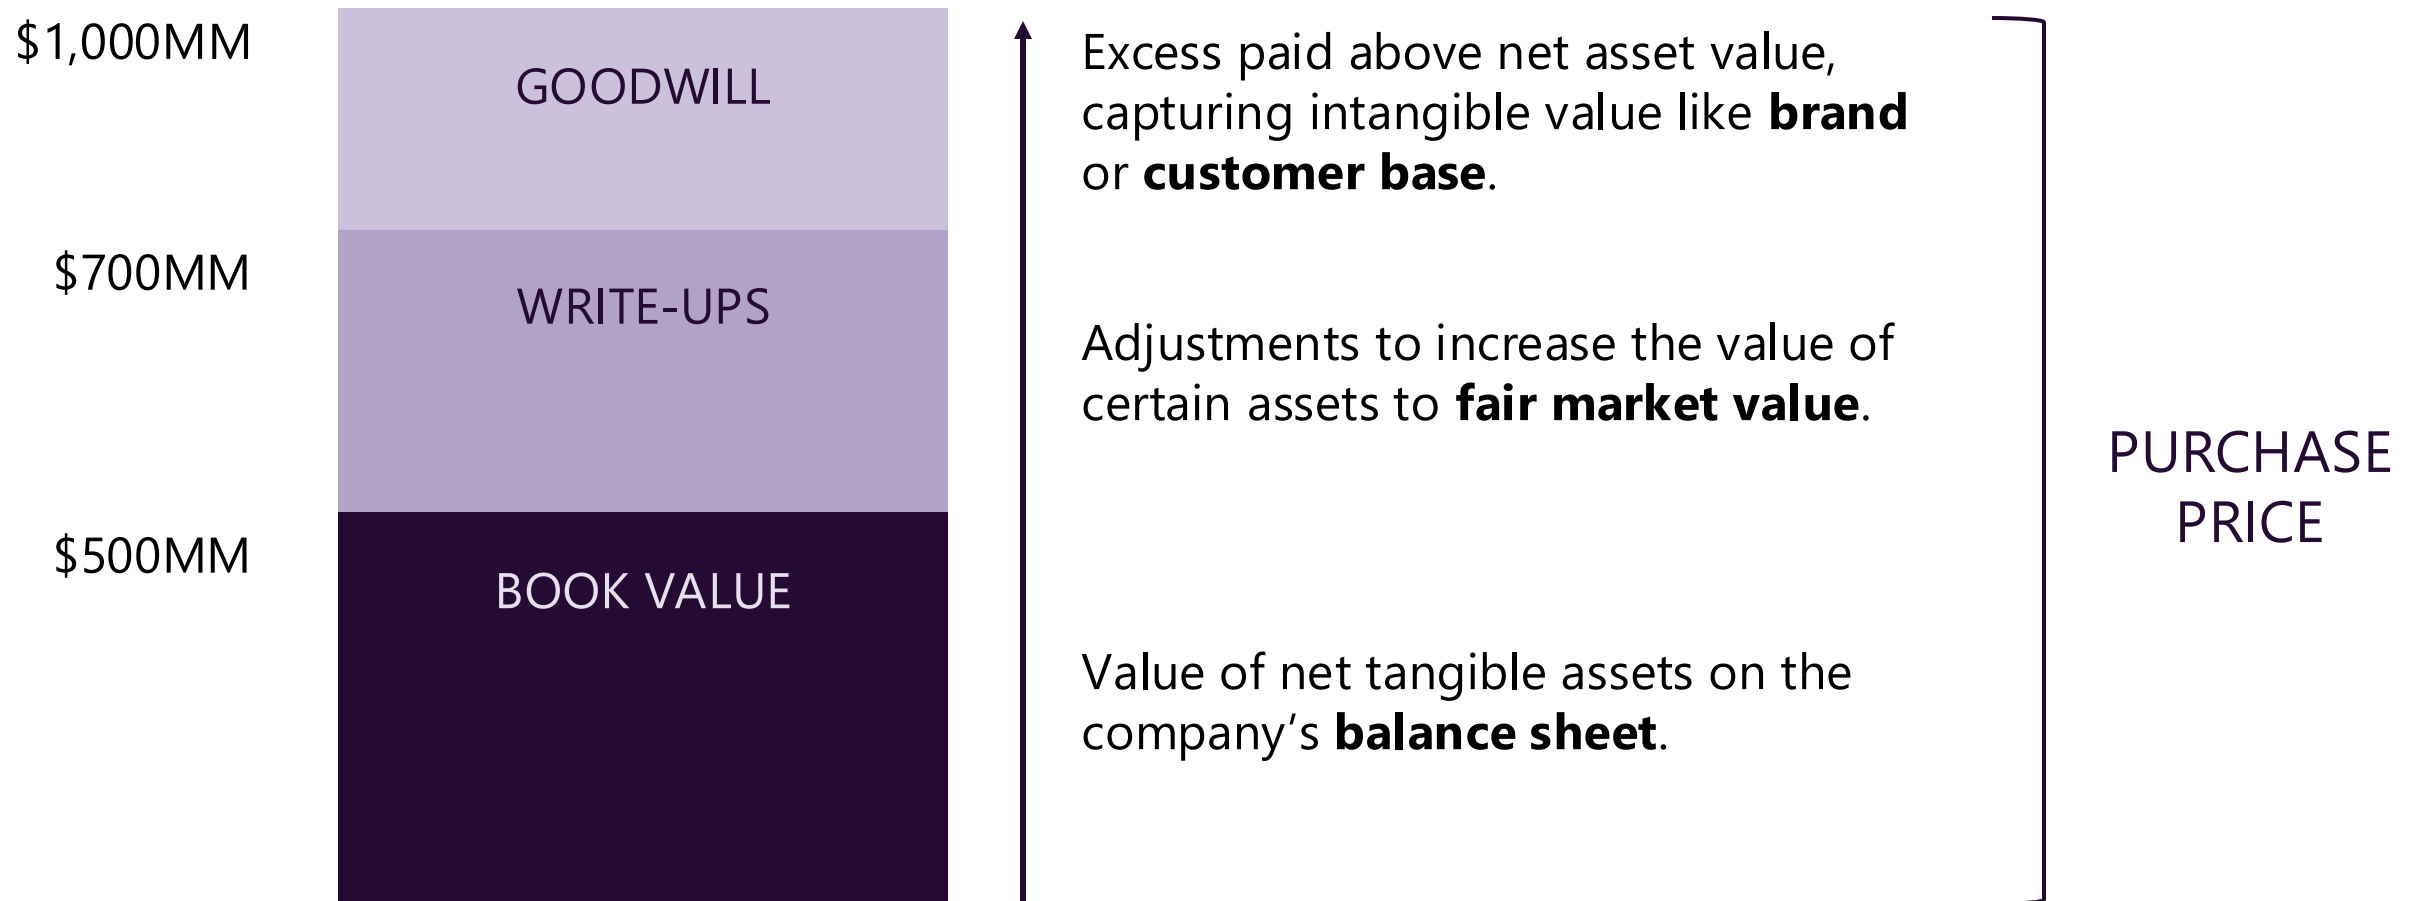 $1,000MM
GOODWILL
Excess paid above net asset value,
capturing intangible value like brand
or customer base.
$700MM
WRITE-UPS
Adjustments to increase the value of
certain assets to fair market value.
$500MM
BOOK VALUE
Value of net tangible assets on the
company’s balance sheet.
PURCHASE
PRICE